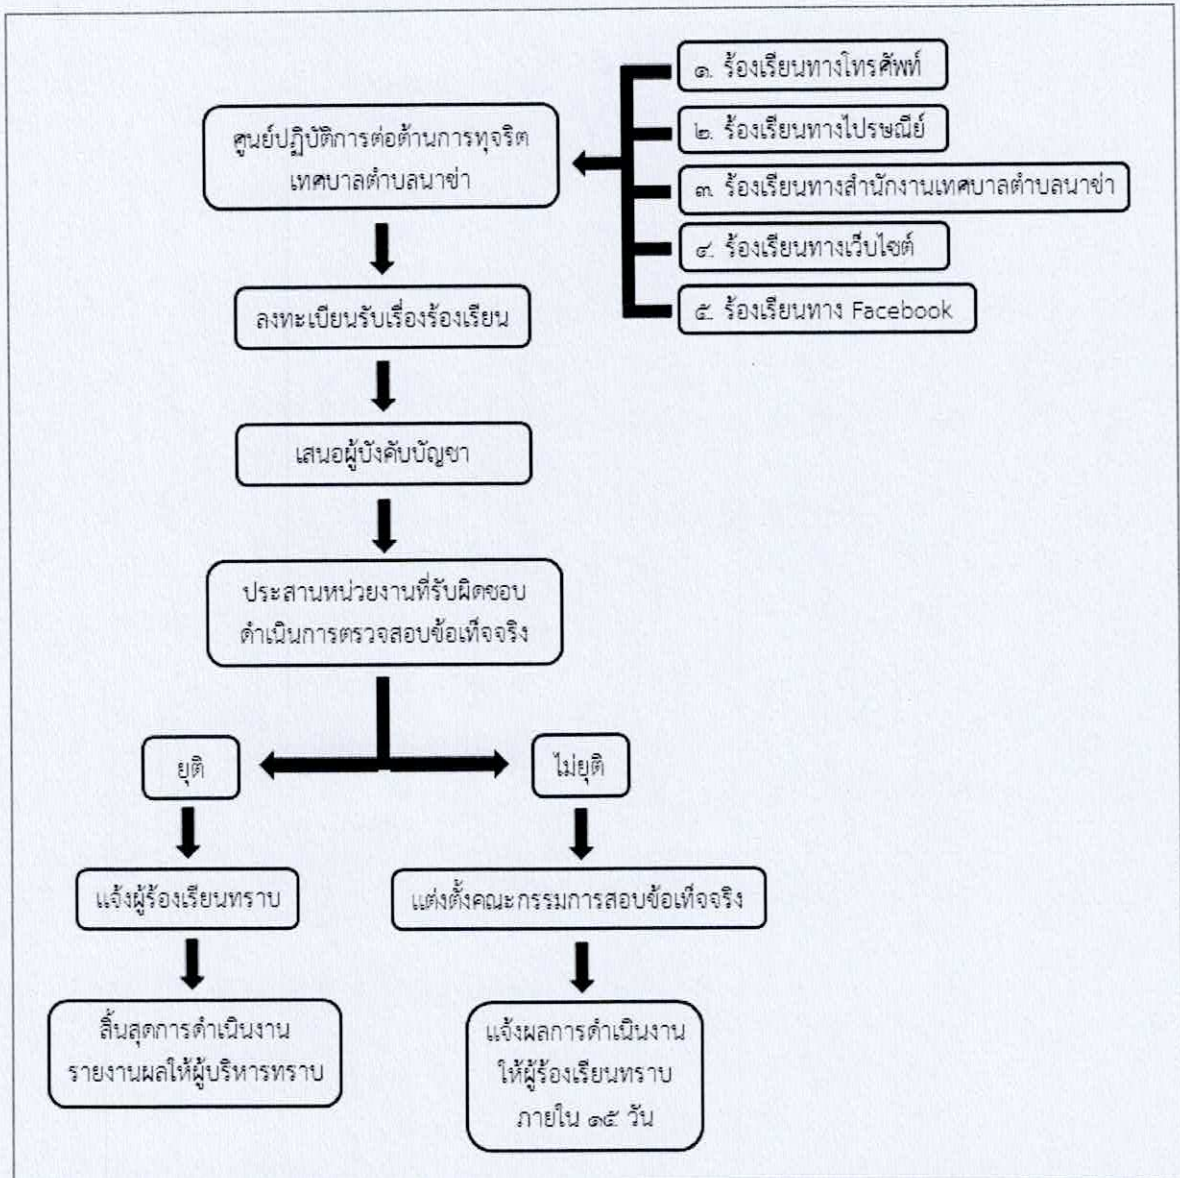 ๑. ร้องเรียนทางโทรศัพท์
๒. ร้องเรียนทางไปรษณีย์
๓. ร้องเรียนทางสำนักงานเทศบาลตำบลนาข่า
๔. ร้องเรียนทางเว็บไซต์
๕. ร้องเรียนทาง Facebook
ศูนย์ปฏิบัติการต่อต้านการทุจริต
เทศบาลตำบลนาข่า
ลงทะเบียนรับเรื่องร้องเรียน
เสนอผู้บังคับบัญชา
ประสานหน่วยงานที่รับผิดชอบ
ดำเนินการตรวจสอบข้อเท็จจริง
ยุติ
ไม่ยุติ
แจ้งผู้ร้องเรียนทราบ
แต่งตั้งคณะกรรมการสอบข้อเท็จจริง
สิ้นสุดการดำเนินงาน
รายงานผลให้ผู้บริหารทราบ
แจ้งผลการดำเนินงาน
ให้ผู้ร้องเรียนทราบ
ภายใน ๑๕ วัน